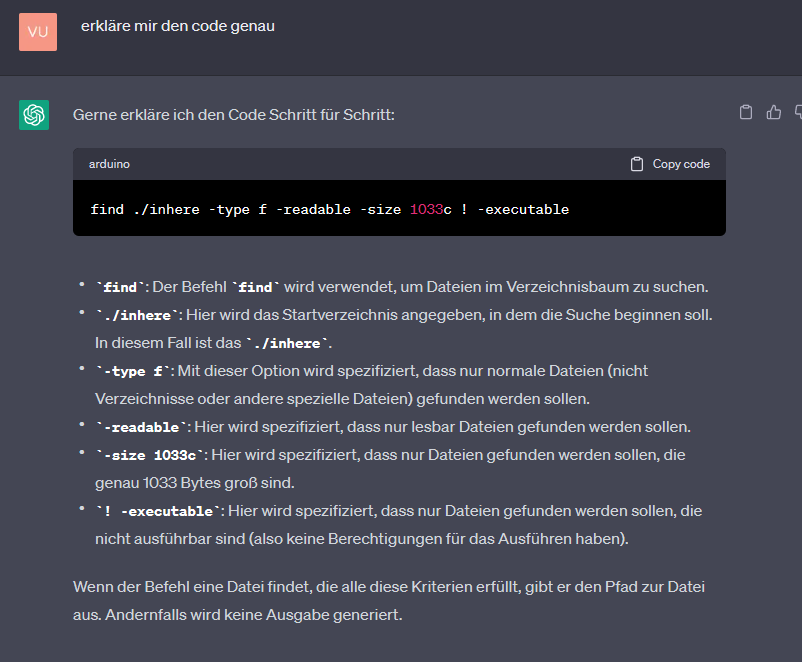 VU
erkläre mir den code genau
Gerne erkläre ich den Code Schritt für Schritt:
arduino
Copy code
find ./inhere -type f -readable -size 1033c ! -executable
• `find`: Der Befehl `find` wird verwendet, um Dateien im Verzeichnisbaum zu suchen.
• `./inhere`: Hier wird das Startverzeichnis angegeben, in dem die Suche beginnen soll.
In diesem Fall ist das `./inhere`.
• `-type f`: Mit dieser Option wird spezifiziert, dass nur normale Dateien (nicht
Verzeichnisse oder andere spezielle Dateien) gefunden werden sollen.
• `-readable`: Hier wird spezifiziert, dass nur lesbar Dateien gefunden werden sollen.
• `-size 1033c`: Hier wird spezifiziert, dass nur Dateien gefunden werden sollen, die
genau 1033 Bytes groß sind.
• `! -executable`: Hier wird spezifiziert, dass nur Dateien gefunden werden sollen, die
nicht ausführbar sind (also keine Berechtigungen für das Ausführen haben).
Wenn der Befehl eine Datei findet, die alle diese Kriterien erfüllt, gibt er den Pfad zur Datei
aus. Andernfalls wird keine Ausgabe generiert.